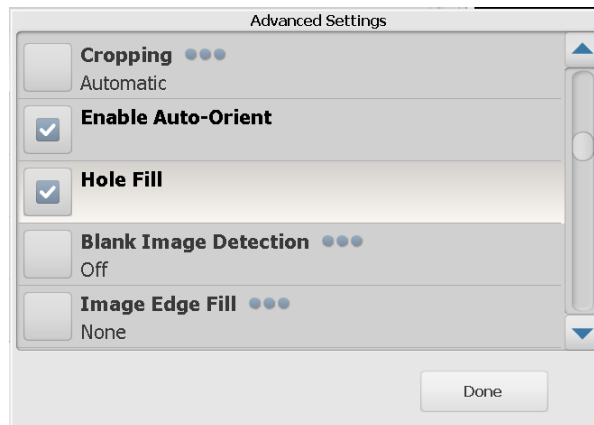 Advanced Settings
Cropping
Automatic
Enable Auto-Orient
Hole Fill
Blank Image Detection
Off
Image Edge Fill
None
Done